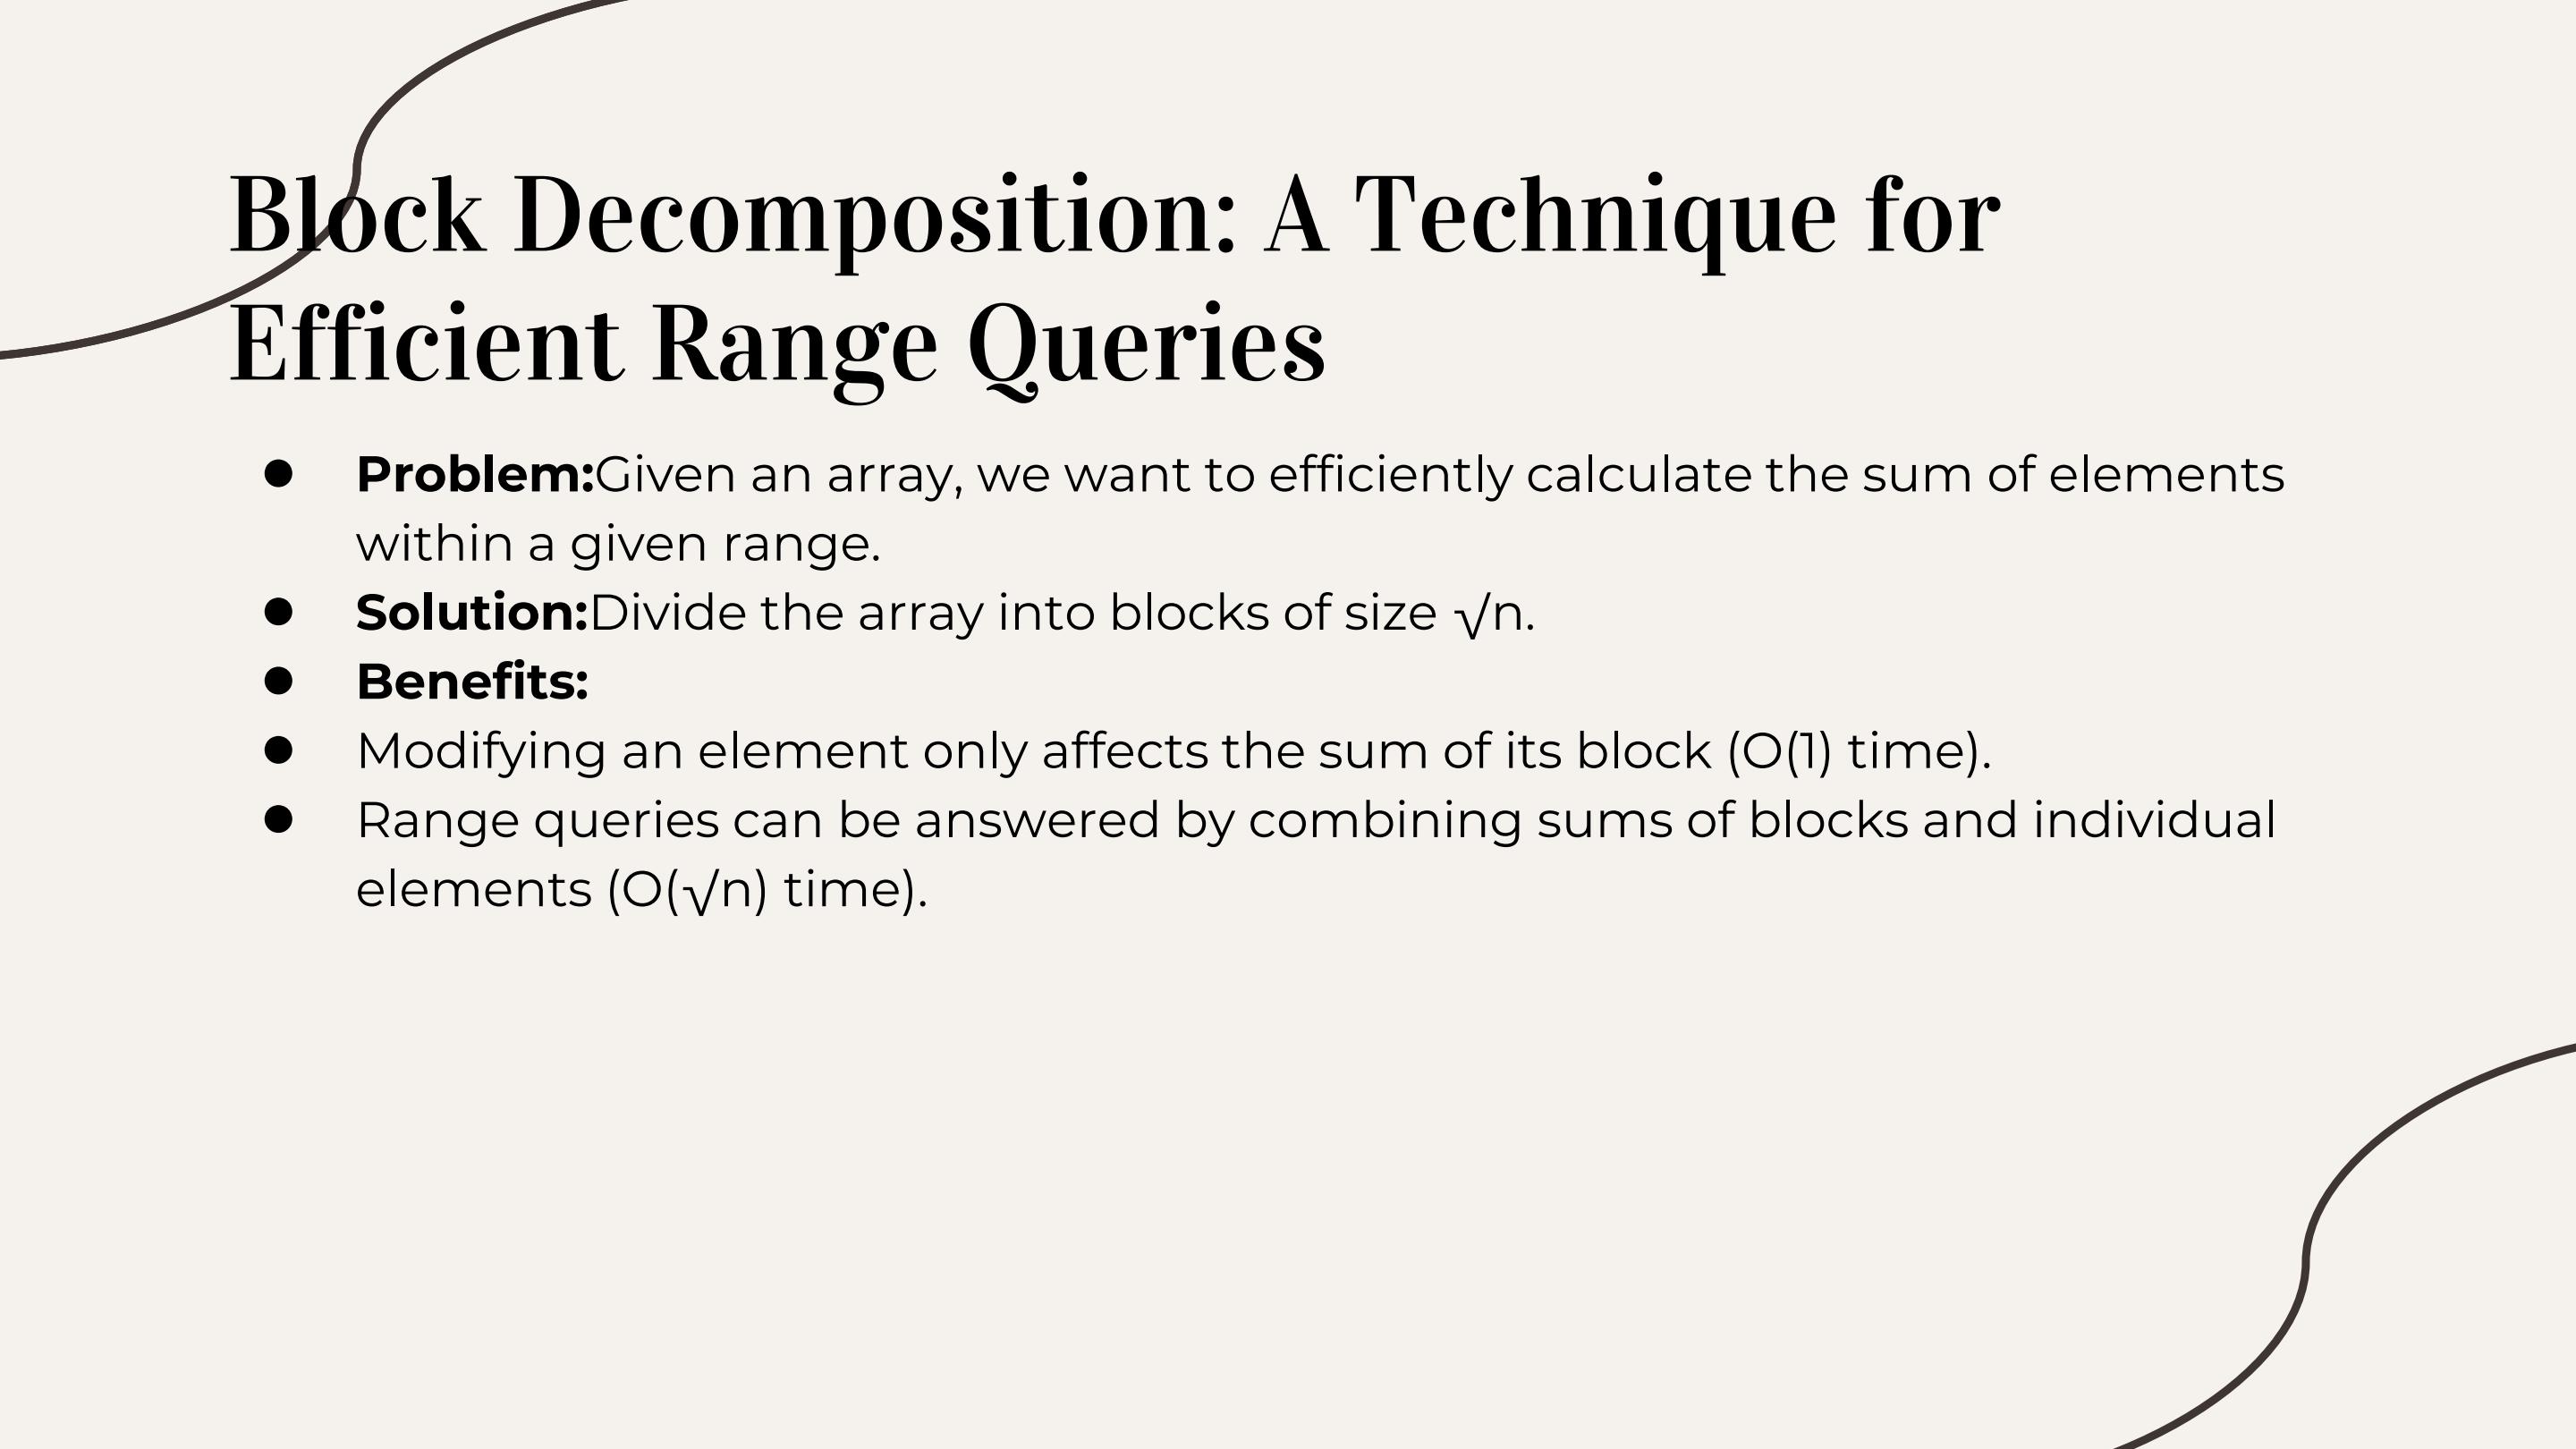 Block Decomposition: A Technique for
Efficient Range Queries
● Problem:Given an array, we want to efficiently calculate the sum of elements
within a given range.
● Solution:Divide the array into blocks of size √n.
● Benefits:
● Modifying an element only affects the sum of its block (O(1) time).
● Range queries can be answered by combining sums of blocks and individual
elements (O(√n) time).